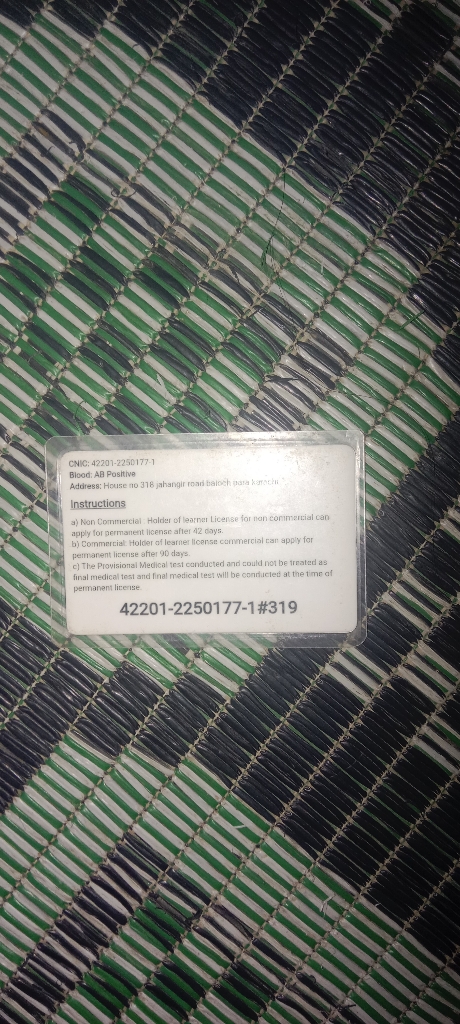 CNIC: 42201-2250177-1
Blood: AB Positive
Address: House no 318 jahangir road baloch para karachi
Instructions
a) Non Commercial : Holder of learner License for non commercial can
apply for permanent license after 42 days.
b) Commercial: Holder of learner license commercial can apply for
permanent license after 90 days.
c) The Provisional Medical test conducted and could not be treated as
final medical test and final medical test will be conducted at the time of
permanent license.
42201-2250177-1#319